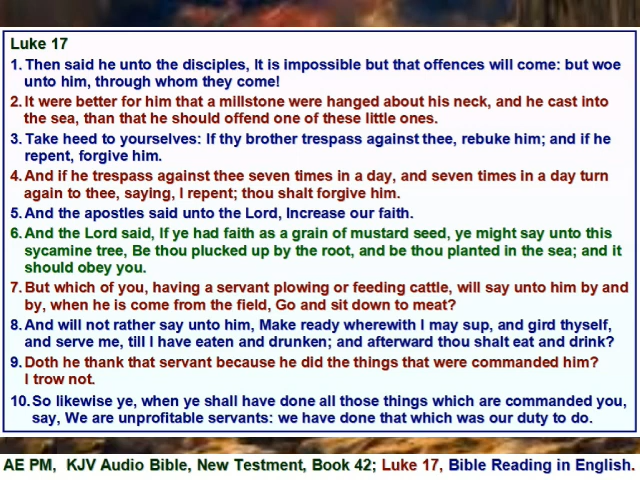 Luke 17
1. Then said he unto the disciples, It is impossible but that offences will come: but woe
unto him, through whom they come!
2. It were better for him that a millstone were hanged about his neck, and he cast into
the sea, than that he should offend one of these little ones.
3. Take heed to yourselves: If thy brother trespass against thee, rebuke him; and if he
repent, forgive him.
4. And if he trespass against thee seven times in a day, and seven times in a day turn
again to thee, saying, I repent; thou shalt forgive him.
5. And the apostles said unto the Lord, Increase our faith.
6. And the Lord said, If ye had faith as a grain of mustard seed, ye might say unto this
sycamine tree, Be thou plucked up by the root, and be thou planted in the sea; and it
should obey you.
7. But which of you, having a servant plowing or feeding cattle, will say unto him by and
by, when he is come from the field, Go and sit down to meat?
8. And will not rather say unto him, Make ready wherewith I may sup, and gird thyself,
and serve me, till I have eaten and drunken; and afterward thou shalt eat and drink?
9. Doth he thank that servant because he did the things that were commanded him?
I trow not.
10. So likewise ye, when ye shall have done all those things which are commanded you,
say, We are unprofitable servants: we have done that which was our duty to do.
AE PM, KJV Audio Bible, New Testment, Book 42; Luke 17, Bible Reading in English.